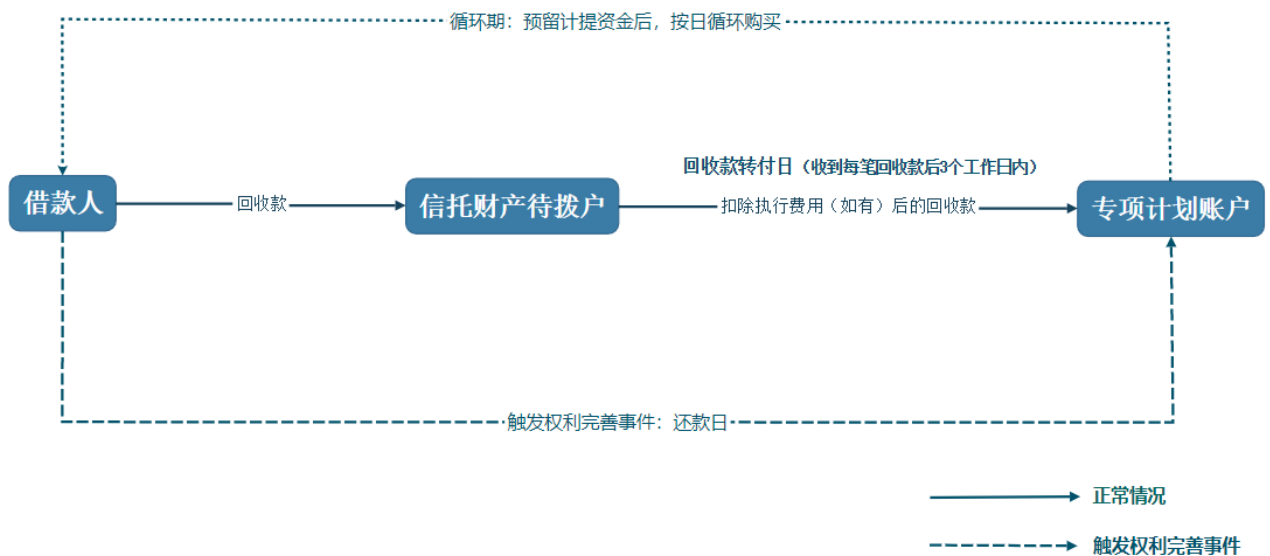 循环期：预留计提资金后，按日循环购买
回收款转付日（收到每笔回收款后3个工作日内）
借款人
回收款
信托财产待拨户
扣除执行费用（如有）后的回收款
专项计划账户
触发权利完善事件：还款日
正常情况
触发权利完善事件